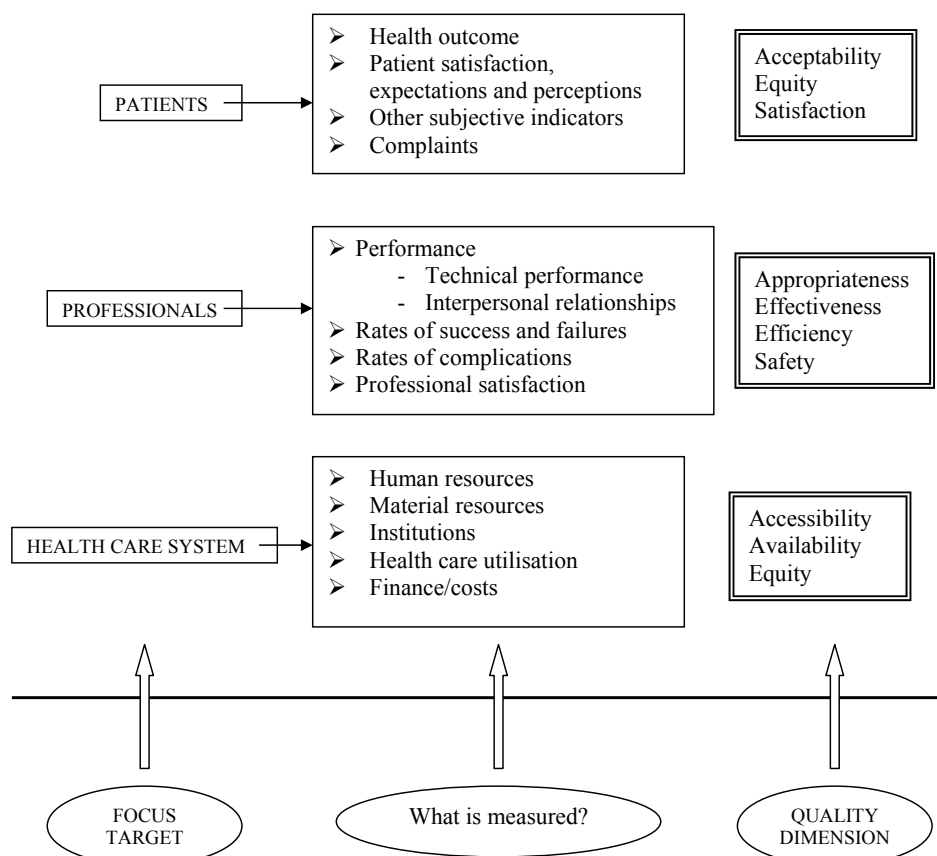 PATIENTS
➢ Health outcome
➢ Patient satisfaction,
expectations and perceptions
➢ Other subjective indicators
➢ Complaints
Acceptability
Equity
Satisfaction
PROFESSIONALS
➢ Performance
- Technical performance
- Interpersonal relationships
➢ Rates of success and failures
➢ Rates of complications
➢ Professional satisfaction
Appropriateness
Effectiveness
Efficiency
Safety
HEALTH CARE SYSTEM
➢ Human resources
➢ Material resources
➢ Institutions
➢ Health care utilisation
➢ Finance/costs
Accessibility
Availability
Equity
FOCUS
TARGET
What is measured?
QUALITY
DIMENSION